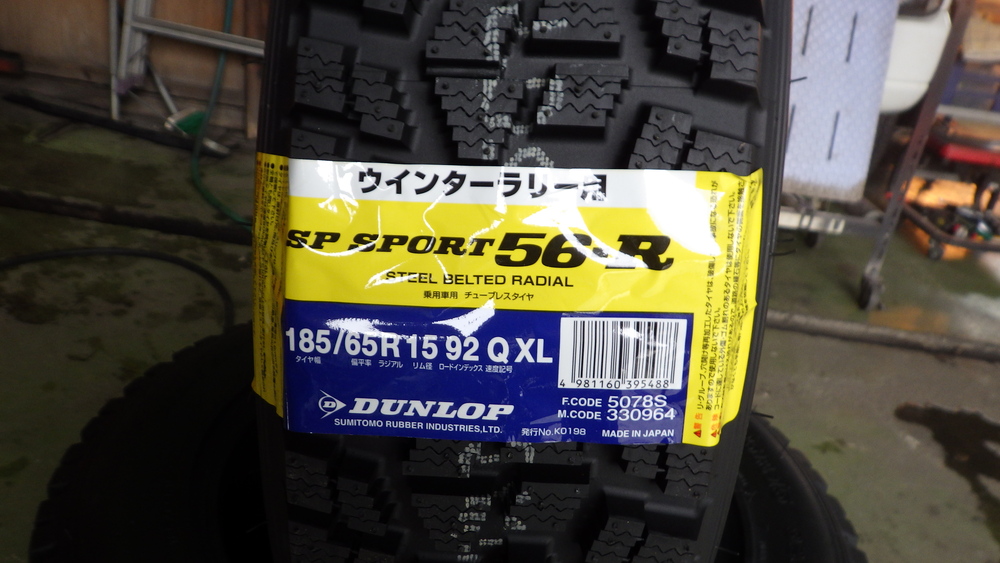 ウインターラリー用
SP SPORT 56-R
STEEL BELTED RADIAL
乗用車用 チューブレスタイヤ
185/65R 15 92 Q XL
タイヤ幅 偏平率 ラジアル リム径 ロードインデックス 速度記号
4 981160 395488
DUNLOP
F.CODE 5078S
M.CODE 330964
SUMITOMO RUBBER INDUSTRIES,LTD. 発行No.K0198 MADE IN JAPAN